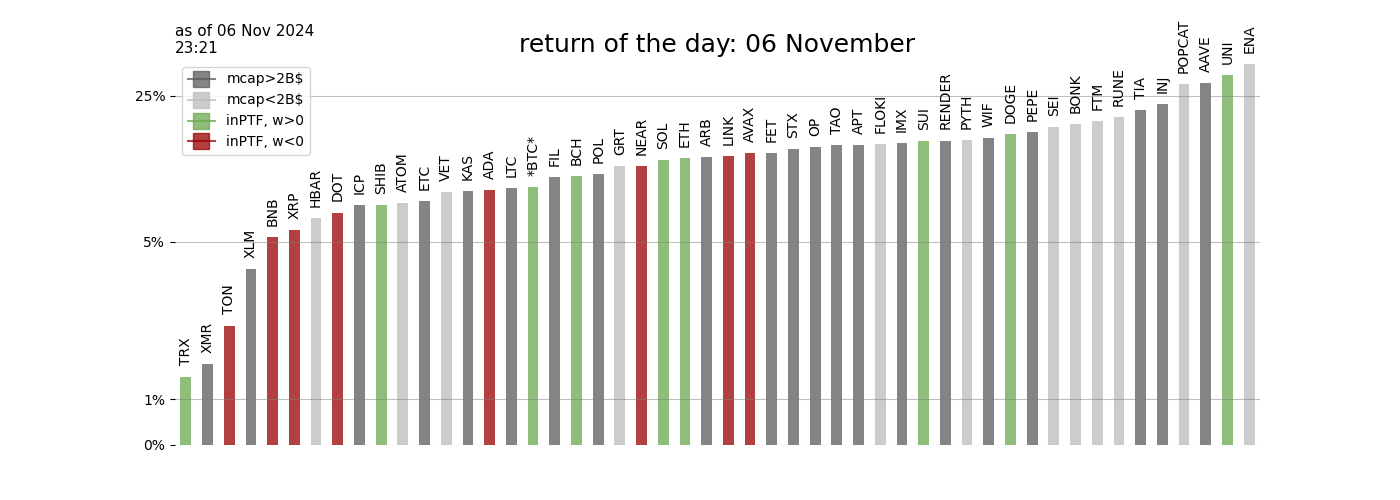 as of 06 Nov 2024
23:21
return of the day: 06 November
mcap>2B$
mcap<2B$
inPTF, w>0
inPTF, w<0
25%
5%
1%
0%
TRX
XMR
TON
XLM
BNB
XRP
HBAR
DOT
ICP
SHIB
ATOM
ETC
VET
KAS
ADA
LTC
*BTC*
FIL
BCH
POL
GRT
NEAR
SOL
ETH
ARB
LINK
AVAX
FET
STX
OP
TAO
APT
FLOKI
IMX
SUI
RENDER
PYTH
WIF
DOGE
PEPE
SEI
BONK
FTM
RUNE
TIA
INJ
POPCAT
AAVE
UNI
ENA